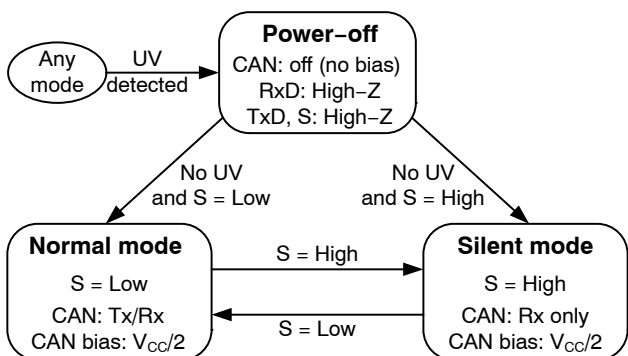 Power−off
CAN: off (no bias)
RxD: High−Z
TxD, S: High−Z
Any
mode
UV
detected
No UV
and S = Low
No UV
and S = High
Normal mode
S = Low
CAN: Tx/Rx
CAN bias: VCC/2
S = High
S = Low
Silent mode
S = High
CAN: Rx only
CAN bias: VCC/2